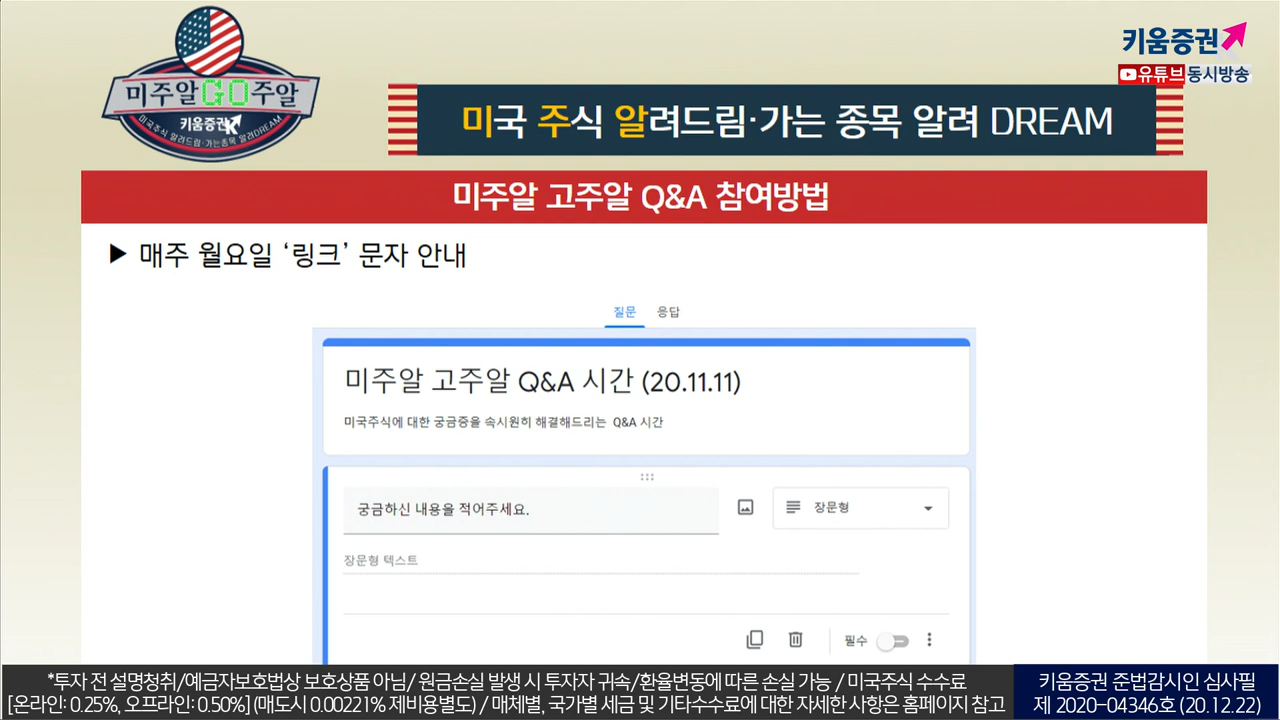 미주알GO주알
키움증권
미국주식 알려드림·가는종목 알려DREAM
키움증권
유튜브동시방송
미국 주식 알려드림·가는 종목 알려 DREAM
미주알 고주알 Q&A 참여방법
▶ 매주 월요일 ‘링크’ 문자 안내
질문 응답
미주알 고주알 Q&A 시간 (20.11.11)
미국주식에 대한 궁금증을 속시원히 해결해드리는 Q&A 시간
궁금하신 내용을 적어주세요.
장문형
장문형 텍스트
필수
*투자 전 설명청취/예금자보호법상 보호상품 아님/ 원금손실 발생 시 투자자 귀속/환율변동에 따른 손실 가능 / 미국주식 수수료
[온라인: 0.25%, 오프라인: 0.50%] (매도시 0.00221% 제비용별도) / 매체별, 국가별 세금 및 기타수수료에 대한 자세한 사항은 홈페이지 참고
키움증권 준법감시인 심사필
제 2020-04346호 (20.12.22)